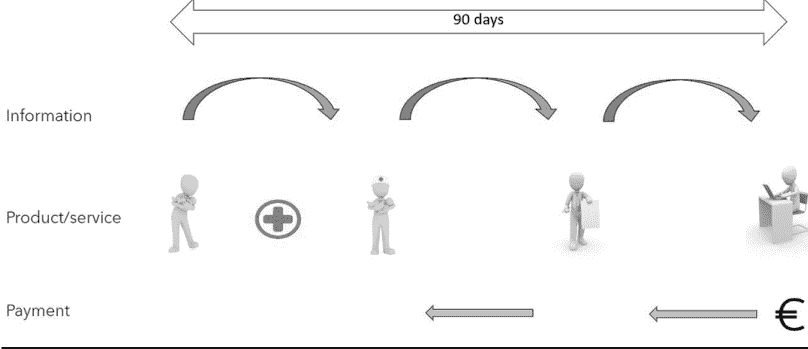 90 days
Information
Product/service
Payment
€